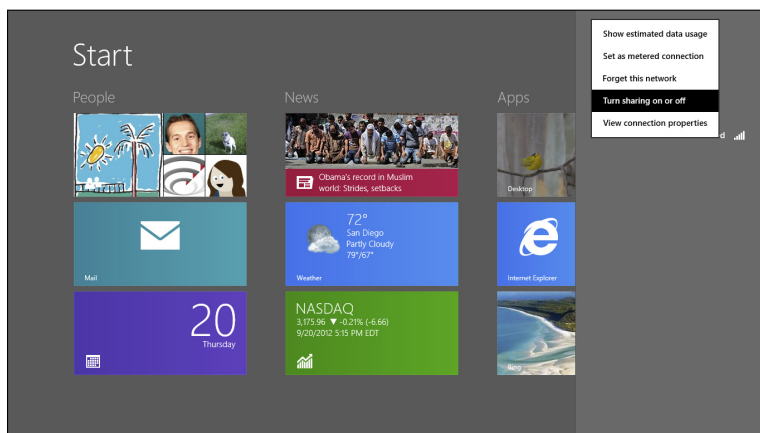 Start
People
Mail
20
Thursday
News
Obama's record in Muslim
world: Strides, setbacks
72°
San Diego
Partly Cloudy
79°/67°
Weather
NASDAQ
3,175.96 ▼ -0.21% (-6.66)
9/20/2012 5:15 PM EDT
Apps
Desktop
Internet Explorer
Bing
Show estimated data usage
Set as metered connection
Forget this network
Turn sharing on or off
View connection properties
d